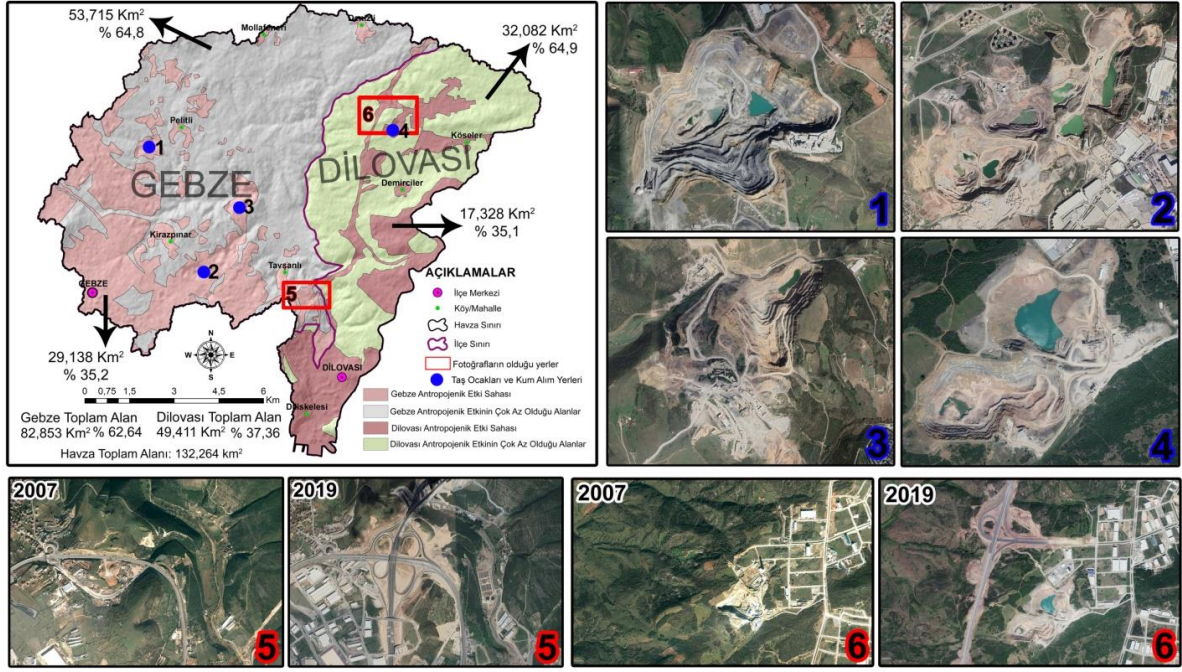 53,715 Km²
% 64,8
Mollafeneri
Denizli
32,082 Km²
% 64,9
Pelitli
1
GEBZE
3
Kirazpınar
2
GEBZE
Tavşanlı
5
6
4
Köseler
DİLOVASI
Demirciler
17,328 Km²
% 35,1
DİLOVASI
Diliskelesi
29,138 Km²
% 35,2
N
W
E
S
0 0,75 1,5 3 4,5 6
Km
Gebze Toplam Alan
82,853 Km² % 62,64
Dilovası Toplam Alan
49,411 Km² % 37,36
Havza Toplam Alanı: 132,264 km²
AÇIKLAMALAR
İlçe Merkezi
Köy/Mahalle
Havza Sınırı
İlçe Sınırı
Fotoğrafların olduğu yerler
Taş Ocakları ve Kum Alım Yerleri
Gebze Antropojenik Etki Sahası
Gebze Antropojenik Etkinin Çok Az Olduğu Alanlar
Dilovası Antropojenik Etki Sahası
Dilovası Antropojenik Etkinin Çok Az Olduğu Alanlar
1
2
3
4
2007
5
2019
5
2007
6
2019
6